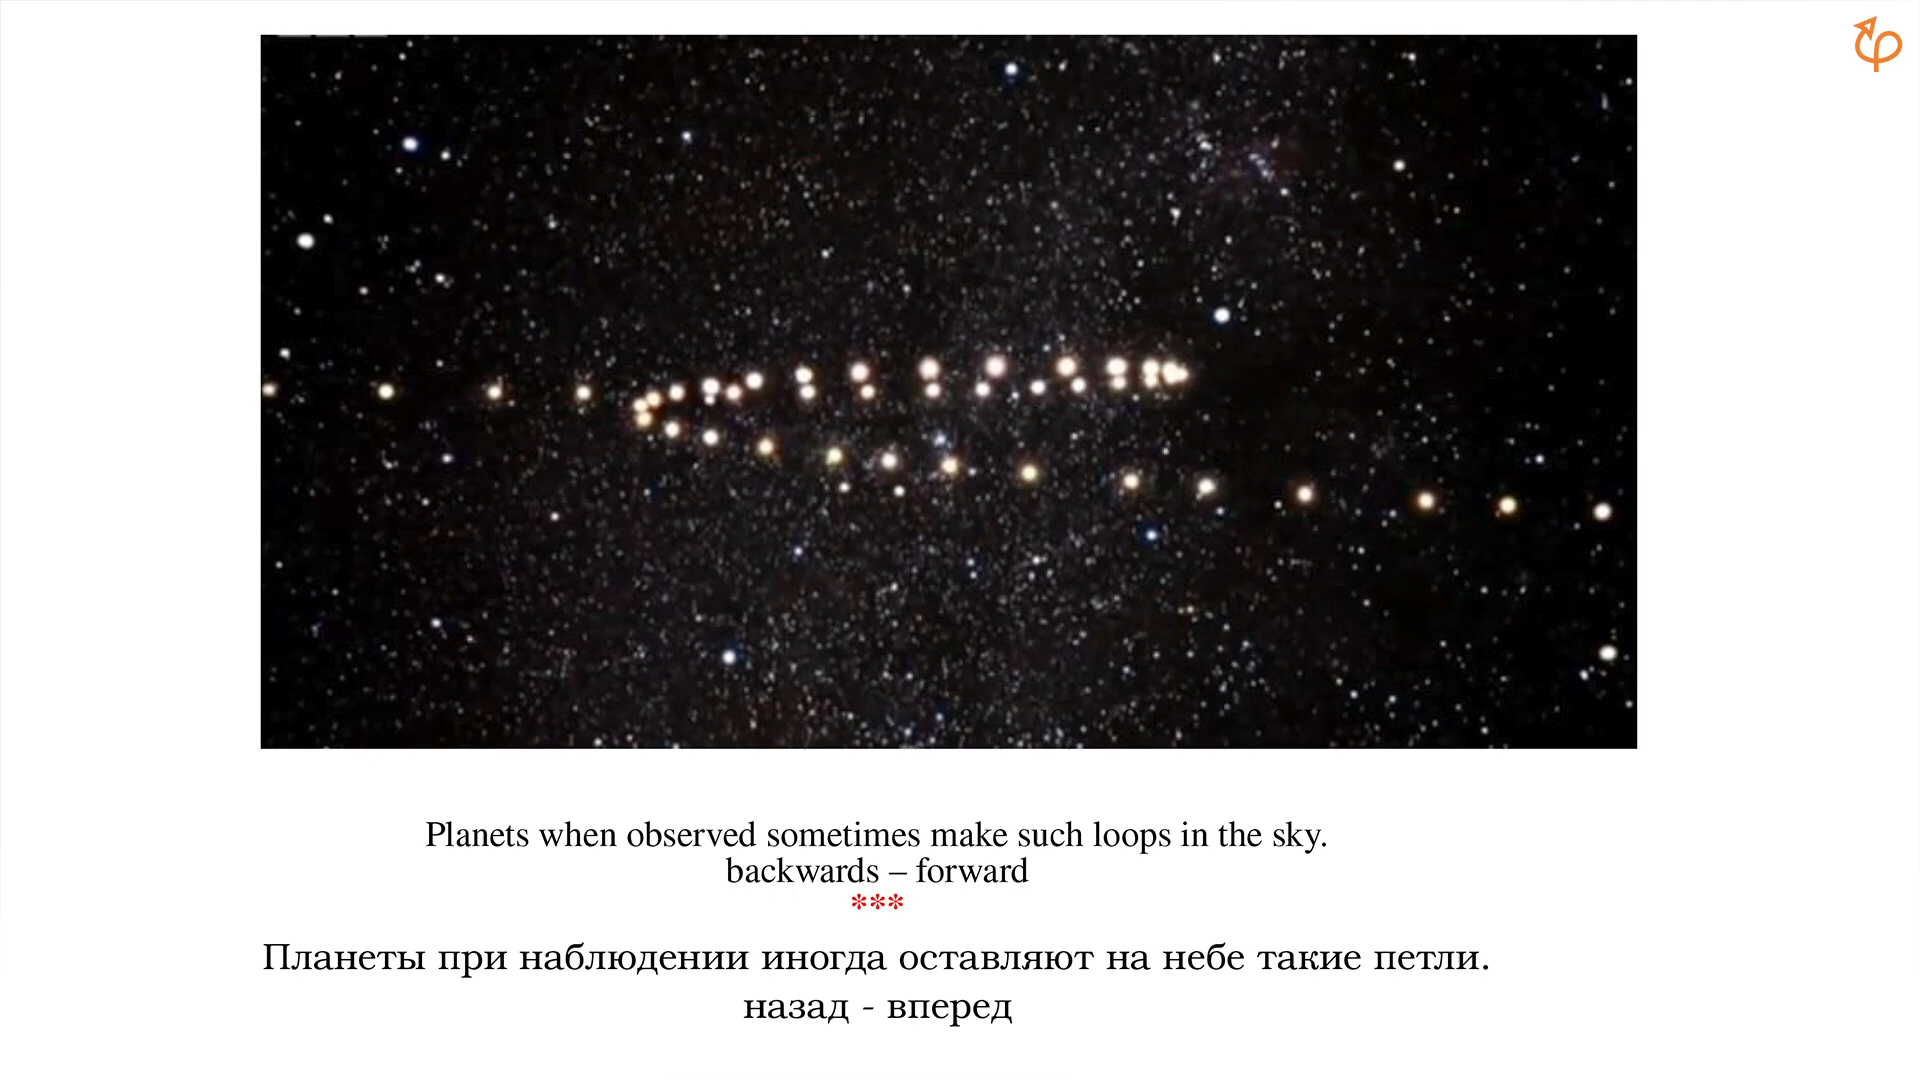 Planets when observed sometimes make such loops in the sky.
backwards – forward
***
Планеты при наблюдении иногда оставляют на небе такие петли.
назад - вперед